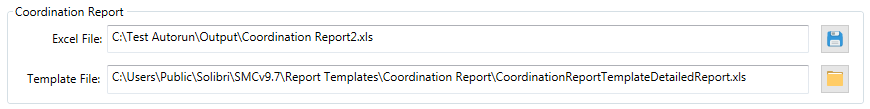 Coordination Report
Excel File: C:\Test Autorun\Output\Coordination Report2.xls
Template File: C:\Users\Public\Solibri\SMCv9.7\Report Templates\Coordination Report\CoordinationReportTemplateDetailedReport.xls